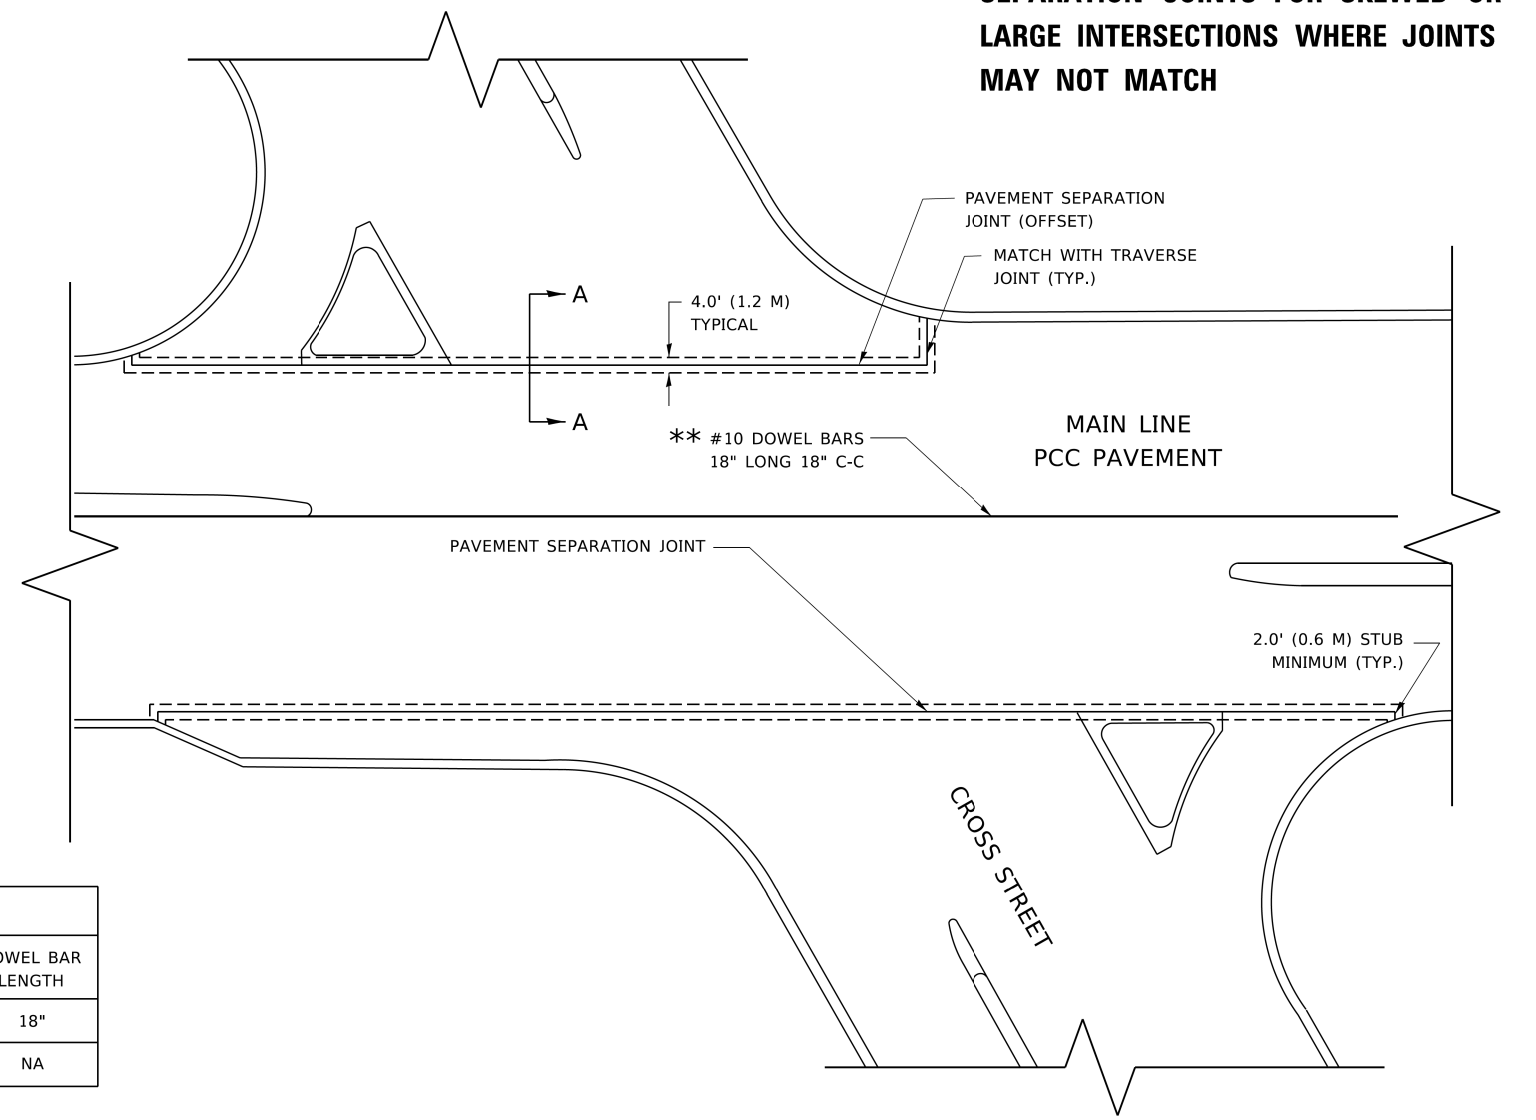 LARGE INTERSECTIONS WHERE JOINTS
MAY NOT MATCH
PAVEMENT SEPARATION
JOINT (OFFSET)
MATCH WITH TRAVERSE
JOINT (TYP.)
A
4.0' (1.2 M)
TYPICAL
A
** #10 DOWEL BARS
18" LONG 18" C-C
MAIN LINE
PCC PAVEMENT
PAVEMENT SEPARATION JOINT
2.0' (0.6 M) STUB
MINIMUM (TYP.)
CROSS STREET
BAR
LENGTH
18"
NA